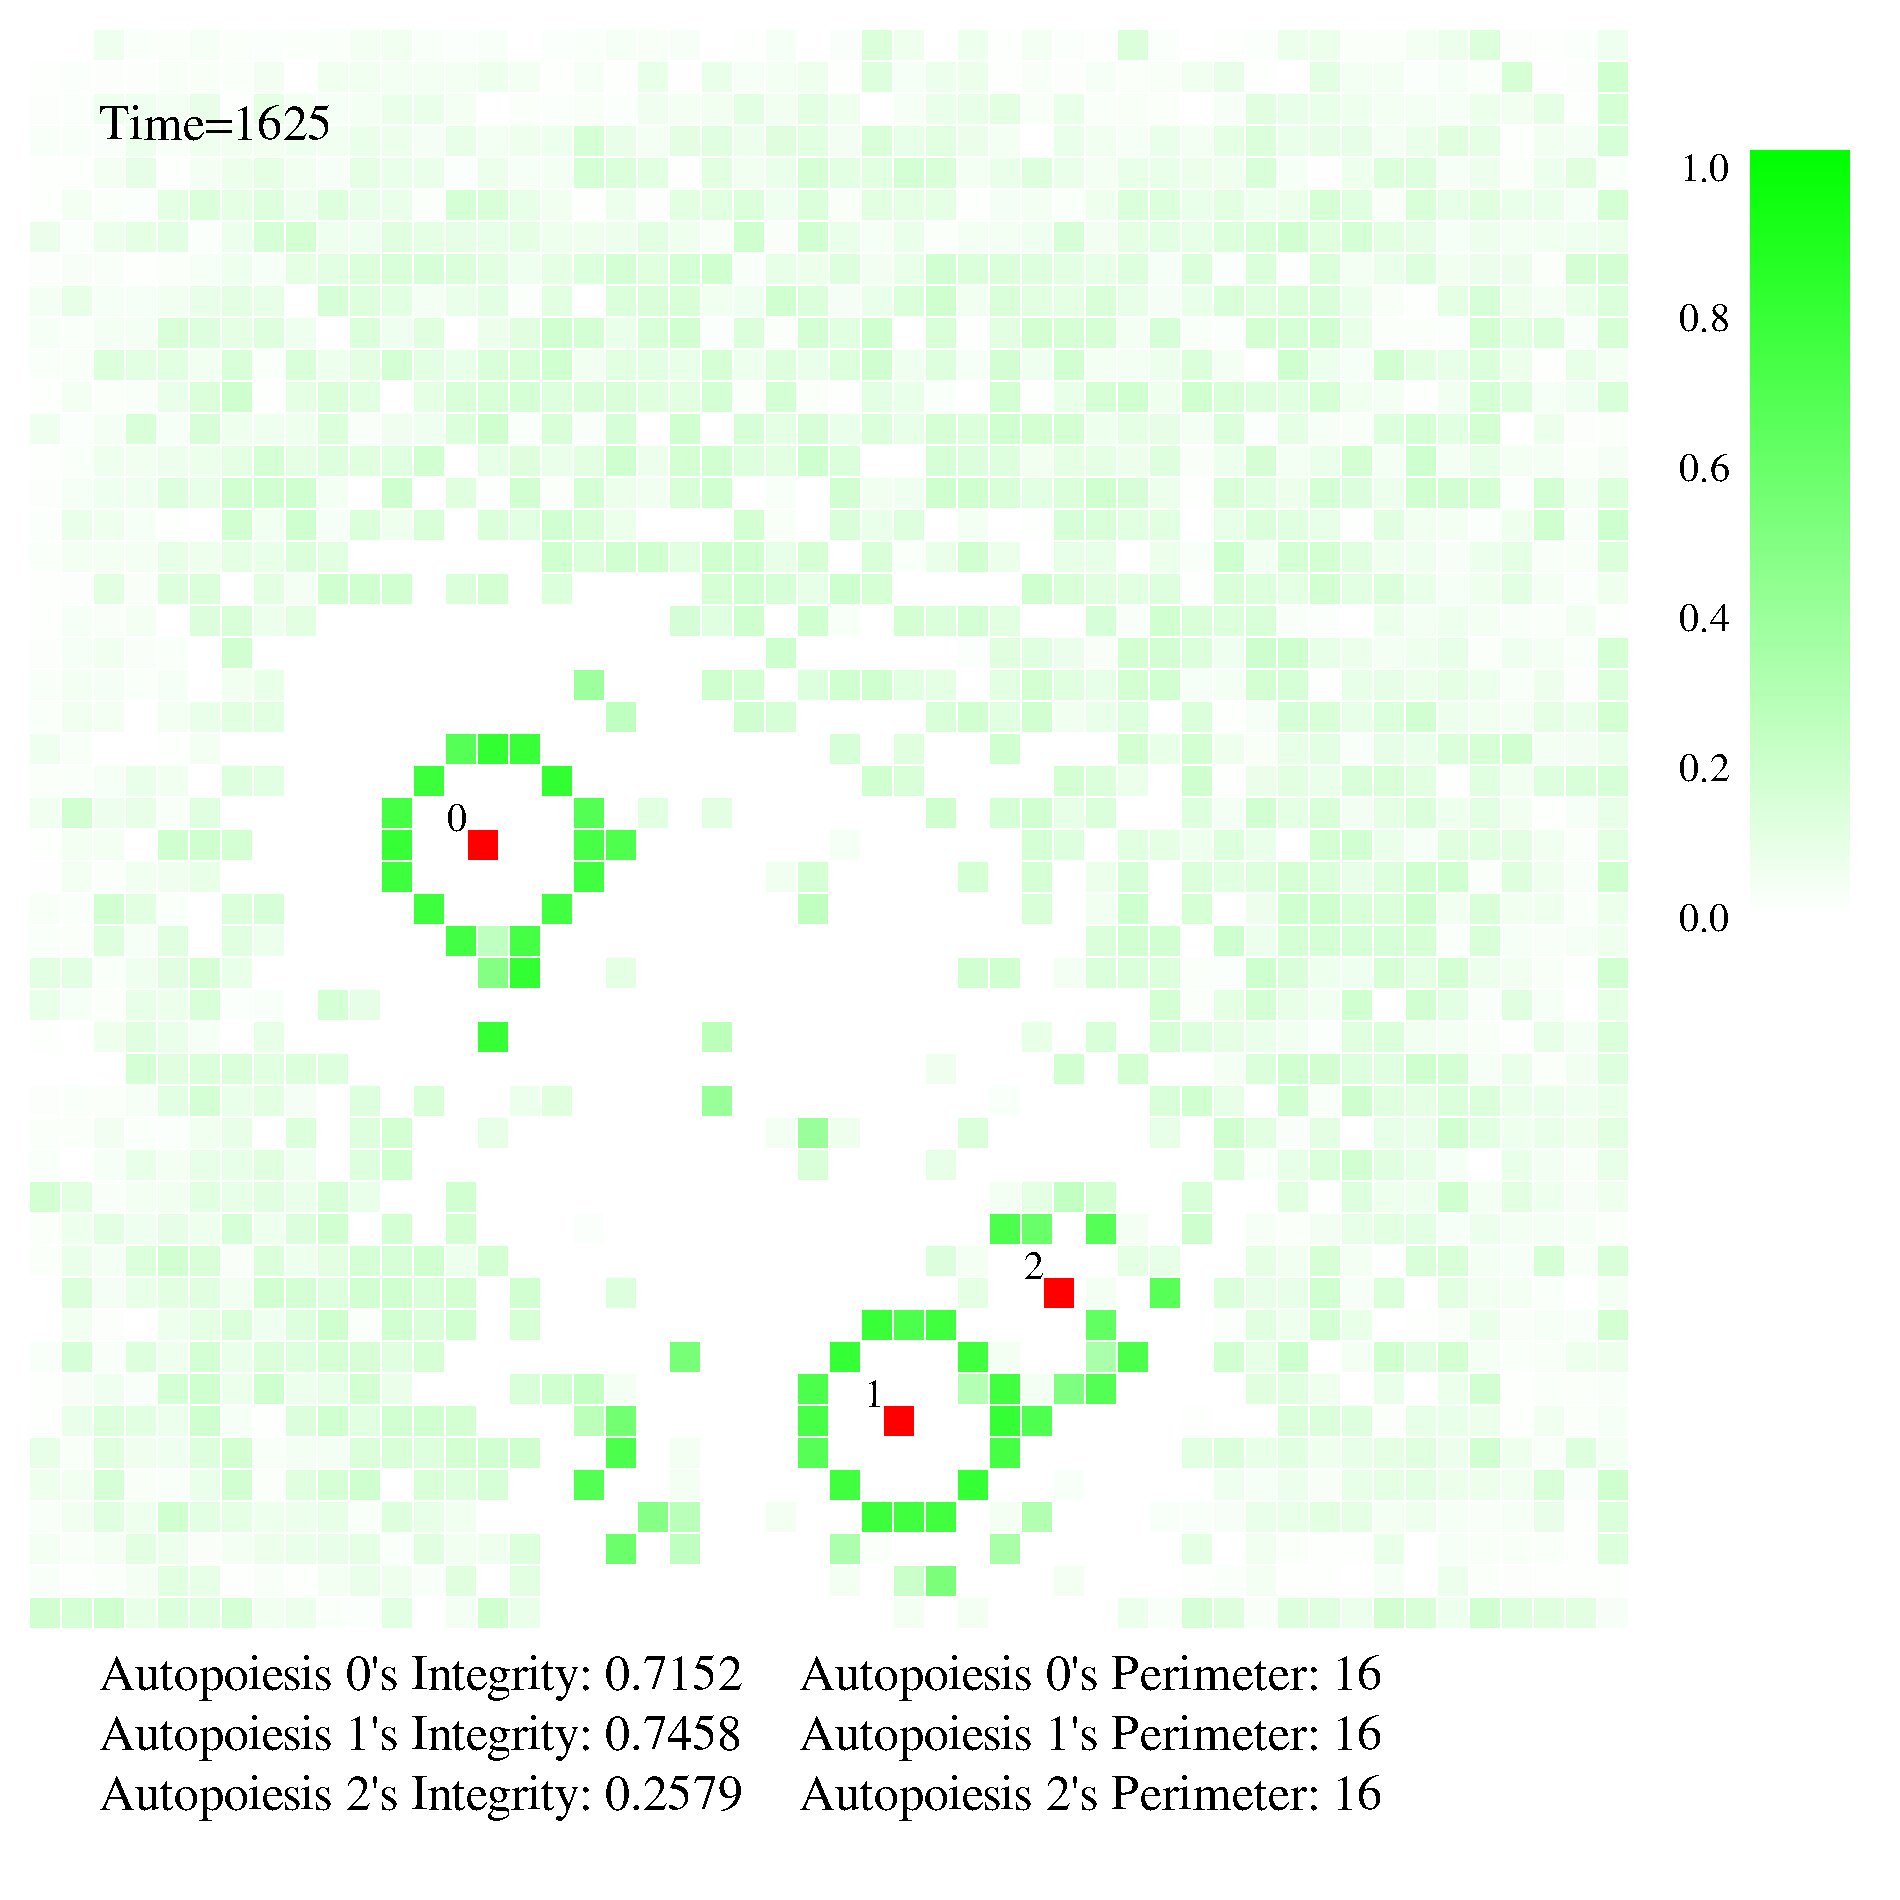 Time=1625
1.0
0.8
0.6
0.4
0.2
0.0
0
2
1
Autopoiesis 0's Integrity: 0.7152 Autopoiesis 0's Perimeter: 16
Autopoiesis 1's Integrity: 0.7458 Autopoiesis 1's Perimeter: 16
Autopoiesis 2's Integrity: 0.2579 Autopoiesis 2's Perimeter: 16